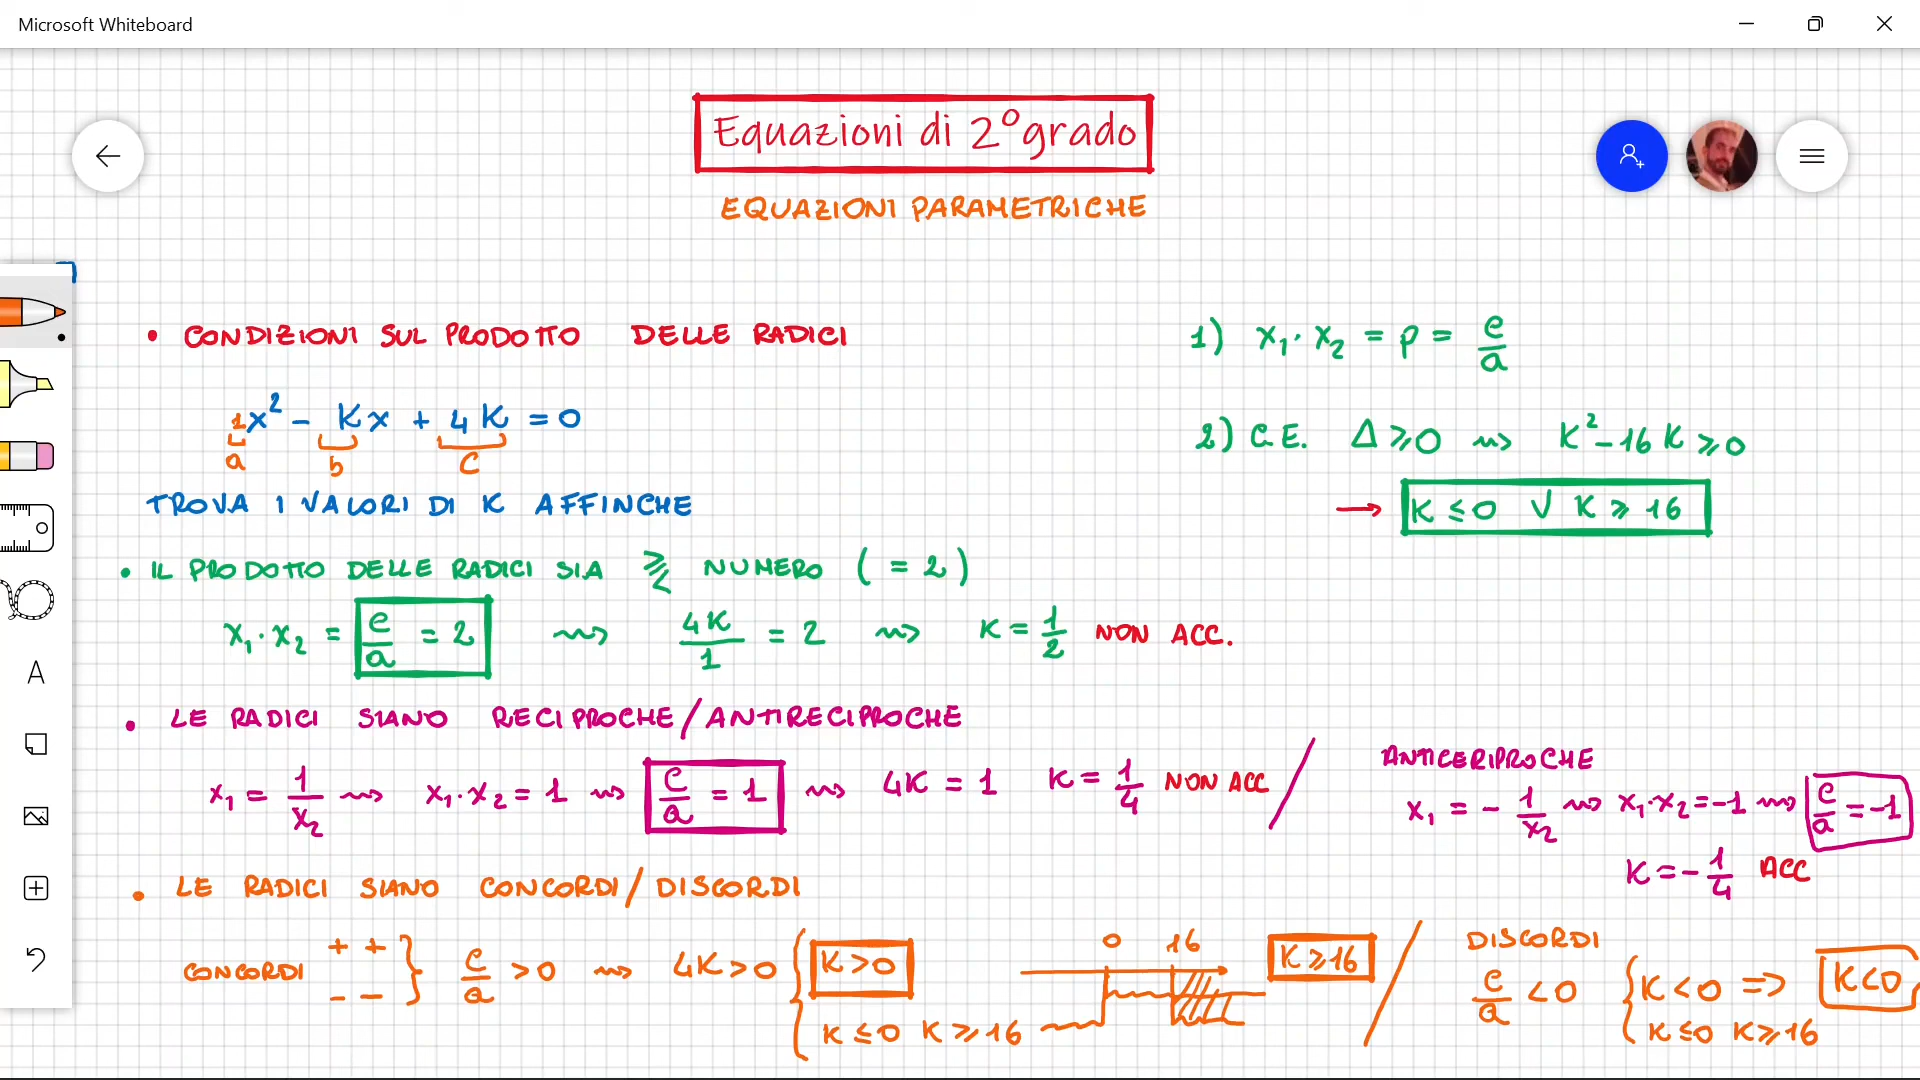 Microsoft Whiteboard
Equazioni di 2° grado
EQUAZIONI PARAMETRICHE
• CONDIZIONI SUL PRODOTTO DELLE RADICI
1x² - Kx + 4K = 0
a b c
TROVA I VALORI DI K AFFINCHE
1) x₁·x₂ = p = c/a
2) C.E. Δ ≥ 0 ⇝ K² - 16K ≥ 0
→ K ≤ 0 V K ≥ 16
• IL PRODOTTO DELLE RADICI SIA ⪌ NUMERO ( = 2 )
x₁·x₂ = c/a = 2 ⇝ 4K/1 = 2 ⇝ K = 1/2 NON ACC.
• LE RADICI SIANO RECIPROCHE/ANTIRECIPROCHE
x₁ = 1/x₂ ⇝ x₁·x₂ = 1 ⇝ c/a = 1 ⇝ 4K = 1 K = 1/4 NON ACC
ANTICERIPROCHE
x₁ = - 1/x₂ ⇝ x₁·x₂ = -1 ⇝ c/a = -1
K = - 1/4 ACC
• LE RADICI SIANO CONCORDI/DISCORDI
CONCORDI + + - - } c/a > 0 ⇝ 4K > 0 { K > 0
K ≤ 0 K ≥ 16
0 16
K ≥ 16
DISCORDI
c/a < 0 { K < 0 => K < 0
K ≤ 0 K ≥ 16
A